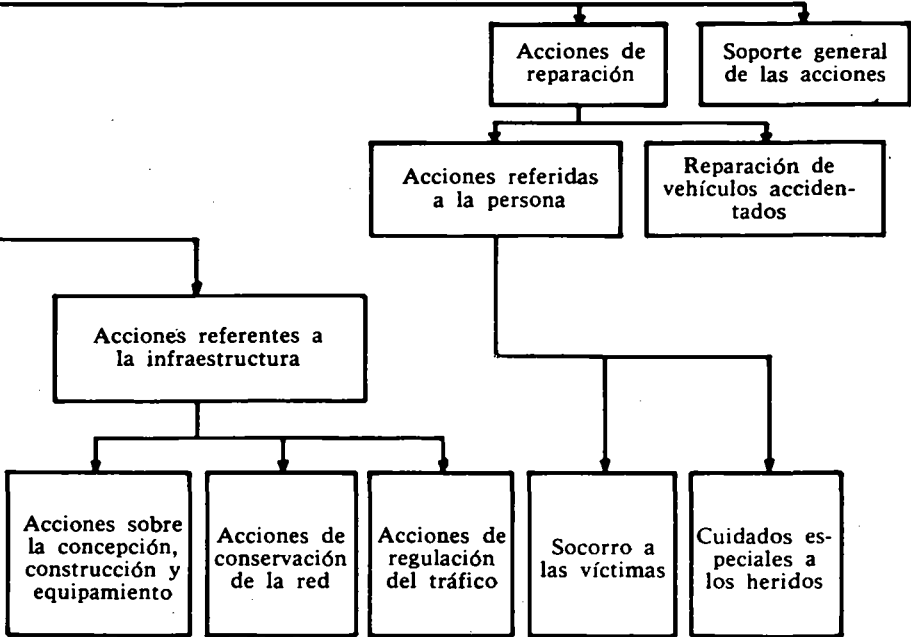 Acciones de
reparación
Soporte general
de las acciones
Acciones referidas
a la persona
Reparación de
vehículos acciden-
tados
Acciones referentes a
la infraestructura
Acciones sobre
la concepción,
construcción y
equipamiento
Acciones de
conservación
de la red
Acciones de
regulación
del tráfico
Socorro a
las víctimas
Cuidados es-
peciales a
los heridos